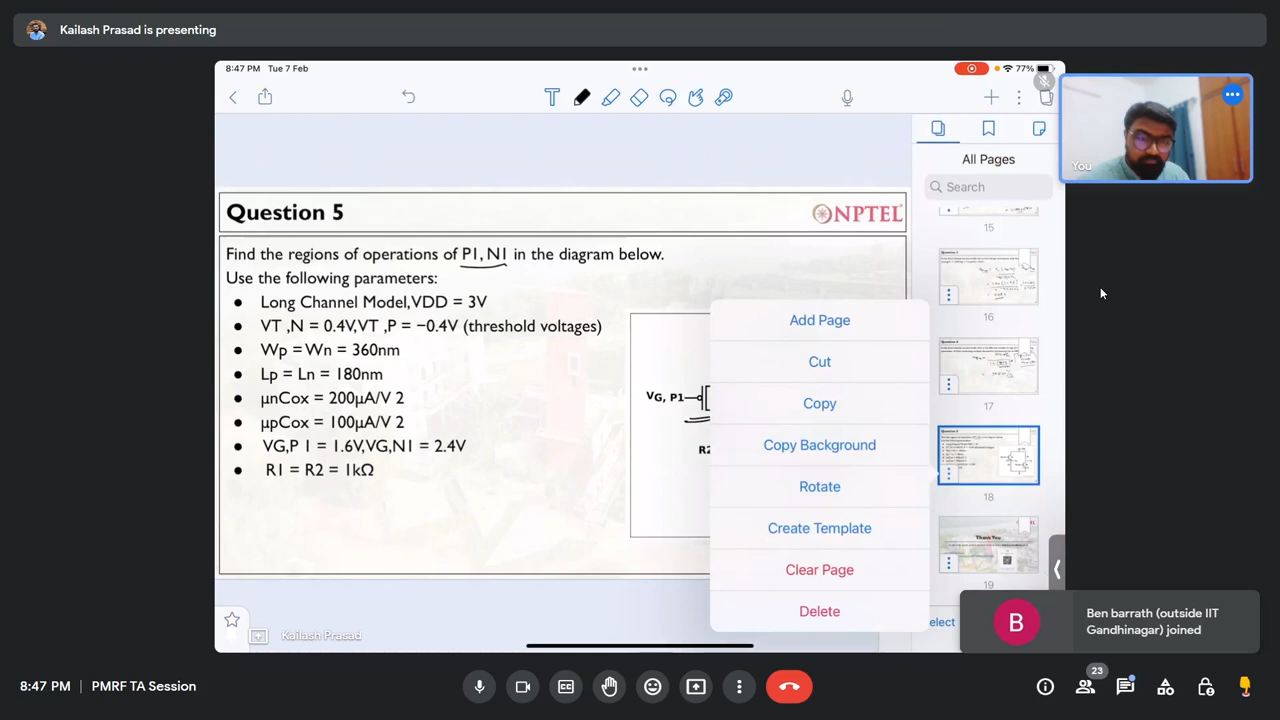 Kailash Prasad is presenting
8:47 PM Tue 7 Feb
77%
You
All Pages
Search
Question 5
NPTEL
Find the regions of operations of P1, N1 in the diagram below.
Use the following parameters:
● Long Channel Model,VDD = 3V
● VT ,N = 0.4V,VT ,P = −0.4V (threshold voltages)
● Wp = Wn = 360nm
● Lp = Ln = 180nm
● μnCox = 200μA/V 2
● μpCox = 100μA/V 2
● VG,P 1 = 1.6V,VG,N1 = 2.4V
● R1 = R2 = 1kΩ
VG, P1
R2
Add Page
Cut
Copy
Copy Background
Rotate
Create Template
Clear Page
Delete
15
16
17
18
Thank You
19
elect
Kailash Prasad
B
Ben barrath (outside IIT
Gandhinagar) joined
8:47 PM | PMRF TA Session
23